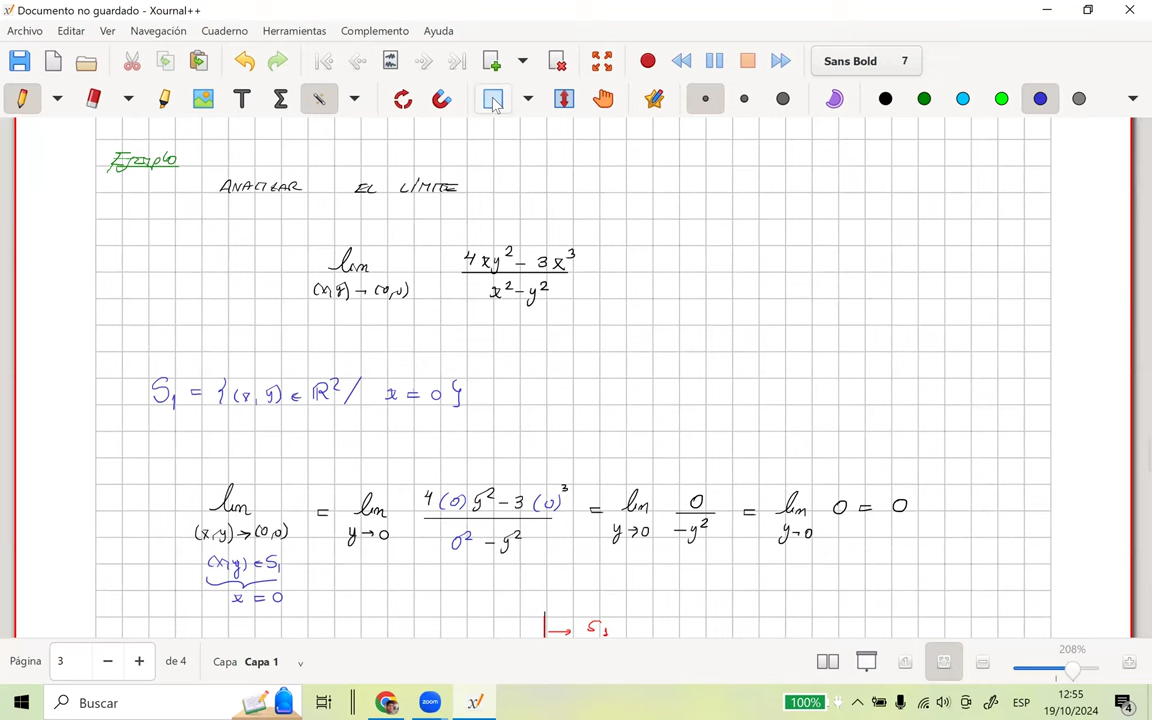 Documento no guardado - Xournal++
Archivo Editar Ver Navegación Cuaderno Herramientas Complemento Ayuda
Sans Bold 7
Ejemplo
ANALIZAR EL LÍMITE
lim 4xy² - 3x³
(x,y) → (0,0) x² - y²
S₁ = {(x,y) ∈ ℝ² / x = 0}
lim = lim 4(0)y² - 3(0)³ = lim 0 = lim 0 = 0
(x,y) → (0,0) y→0 0² - y² y→0 -y² y→0
(x,y) ∈ S₁
x = 0
→ S₁
Página 3 de 4 Capa Capa 1 208%
Buscar zoom 100% ESP 12:55
19/10/2024 4